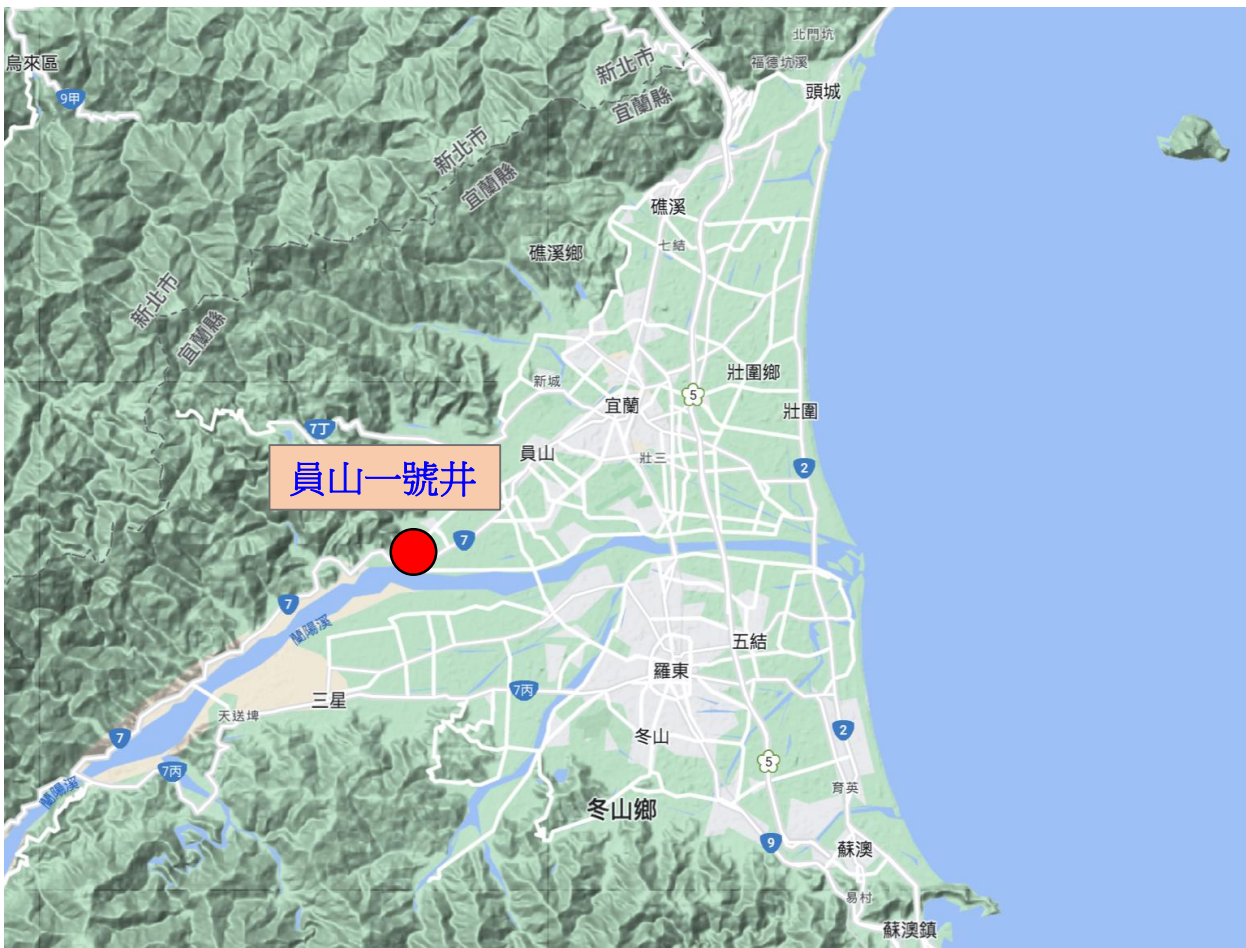 北門坑
福德坑溪
烏來區
新北市
9甲
頭城
宜蘭縣
新北市
宜蘭縣
礁溪
七結
礁溪鄉
新北市
宜蘭縣
壯圍鄉
新城
5
宜蘭
壯圍
7丁
員山
壯三
2
員山一號井
7
7
蘭陽溪
五結
羅東
7丙
三星
天送埤
2
7
冬山
5
7丙
育英
蘭陽溪
冬山鄉
9
蘇澳
易村
蘇澳鎮